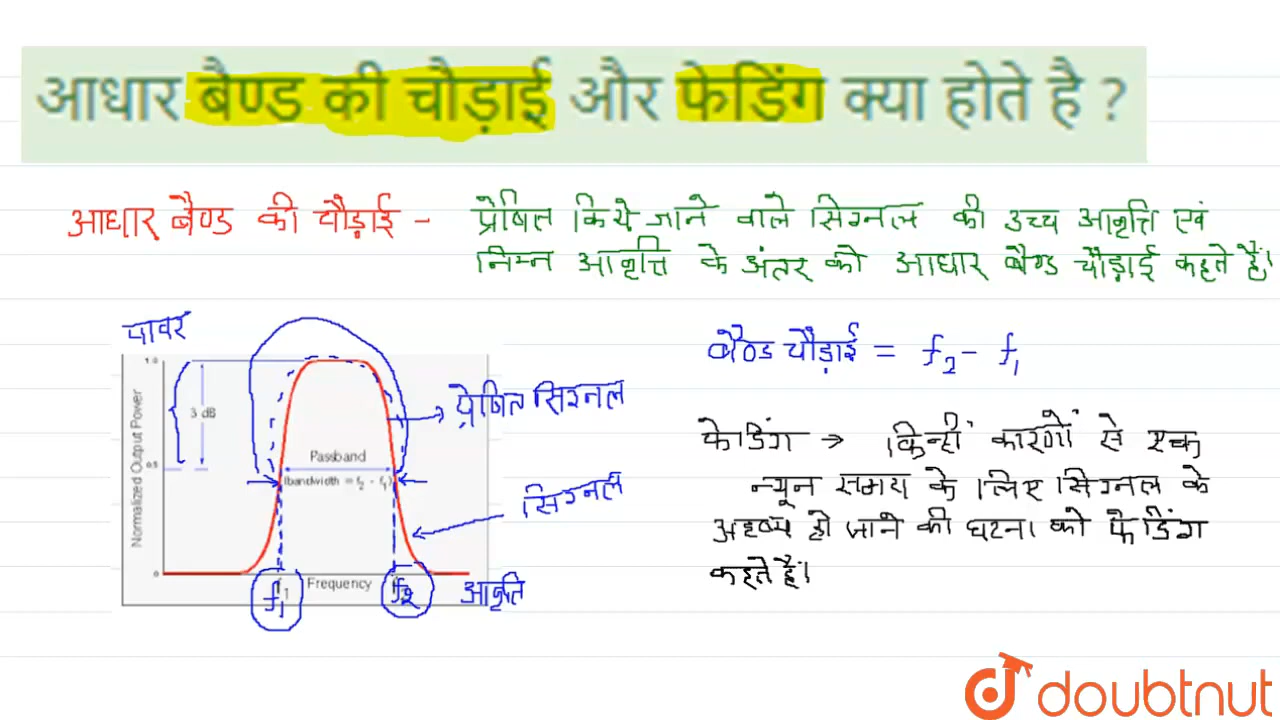 आधार बैण्ड की चौड़ाई और फेडिंग क्या होते है ?
आधार बैण्ड की चौड़ाई - प्रेषित किये जाने वाले सिग्नल की उच्च आवृत्ति एवं
निम्न आवृत्ति के अंतर को आधार बैण्ड चौड़ाई कहते हैं।
पावर
1.0
3 dB
0.5
0
Normalized Output Power
Passband
(bandwidth = f2 - f1)
प्रेषित सिग्नल
सिग्नल
f1
Frequency
f2
आवृत्ति
बैण्ड चौड़ाई = f2 - f1
फेडिंग → किन्हीं कारणों से एक
न्यून समय के लिए सिग्नल के
अदृश्य हो जाने की घटना को फेडिंग
कहते हैं।
doubtnut